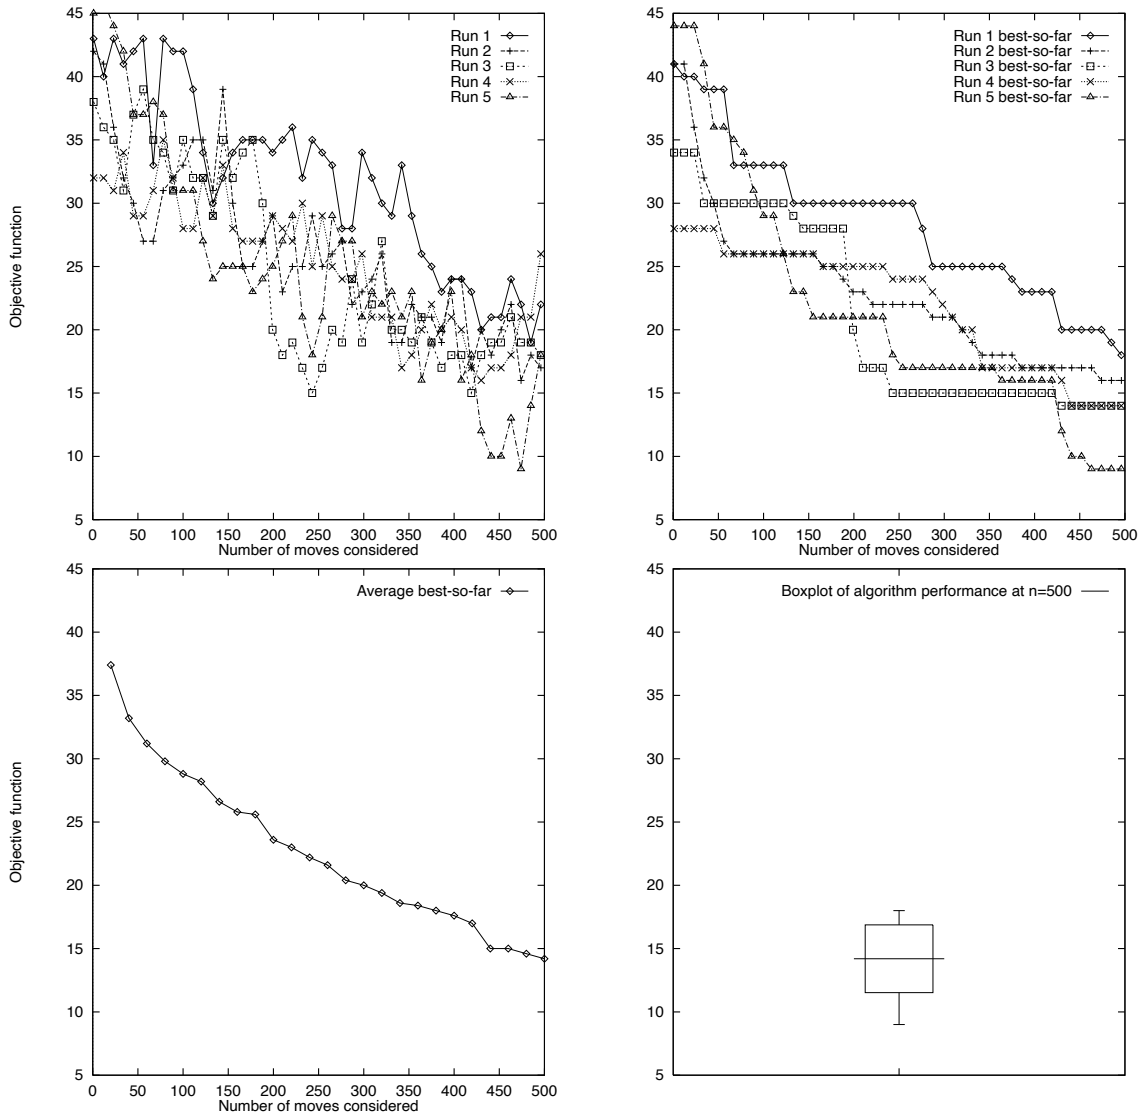 45
40
35
30
25
20
15
10
5
Objective function
Run 1
Run 2
Run 3
Run 4
Run 5
0 50 100 150 200 250 300 350 400 450 500
Number of moves considered
45
40
35
30
25
20
15
10
5
Run 1 best-so-far
Run 2 best-so-far
Run 3 best-so-far
Run 4 best-so-far
Run 5 best-so-far
0 50 100 150 200 250 300 350 400 450 500
Number of moves considered
45
40
35
30
25
20
15
10
5
Objective function
Average best-so-far
0 50 100 150 200 250 300 350 400 450 500
Number of moves considered
45
40
35
30
25
20
15
10
5
Boxplot of algorithm performance at n=500